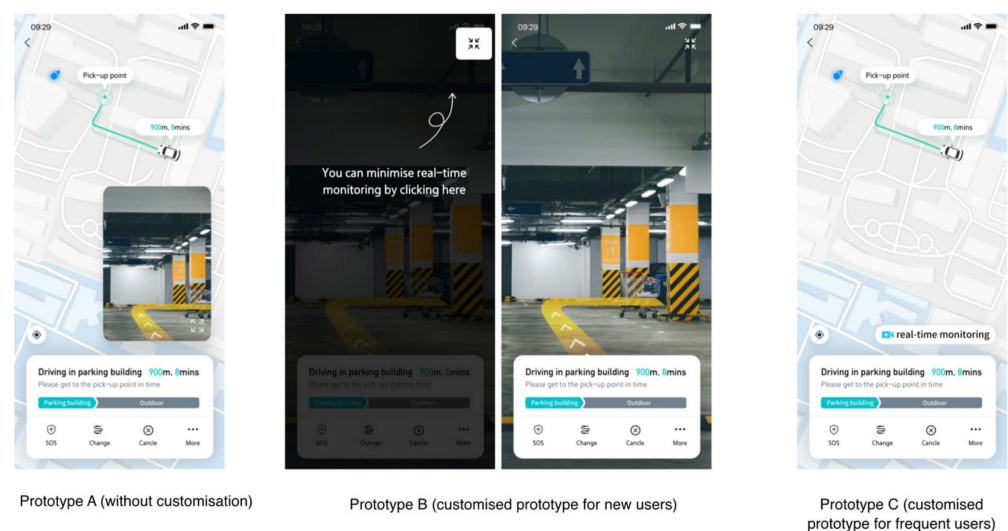 09:29
Pick-up point
900m, 8mins
Driving in parking building 900m, 8mins
Please get to the pick-up point in time
Parking building Outdoor
SOS Change Cancle More
Prototype A (without customisation)
09:29
You can minimise real-time
monitoring by clicking here
Driving in parking building 900m, 8mins
Please get to the pick-up point in time
Parking building Outdoor
SOS Change Cancle More
09:29
Driving in parking building 900m, 8mins
Please get to the pick-up point in time
Parking building Outdoor
SOS Change Cancle More
Prototype B (customised prototype for new users)
09:29
Pick-up point
900m, 8mins
real-time monitoring
Driving in parking building 900m, 8mins
Please get to the pick-up point in time
Parking building Outdoor
SOS Change Cancle More
Prototype C (customised
prototype for frequent users)